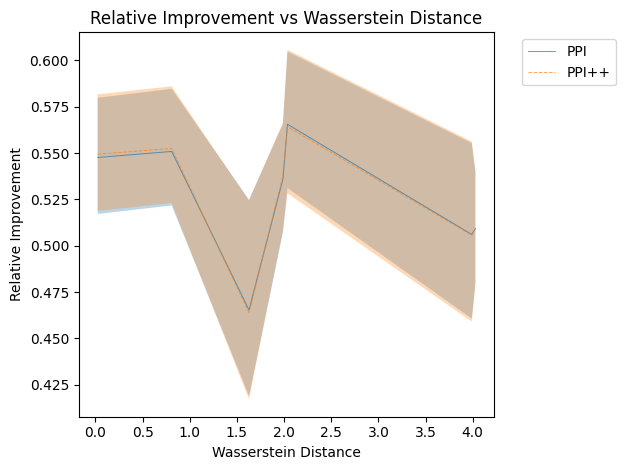 Relative Improvement vs Wasserstein Distance
PPI
PPI++
Relative Improvement
0.600
0.575
0.550
0.525
0.500
0.475
0.450
0.425
0.0 0.5 1.0 1.5 2.0 2.5 3.0 3.5 4.0
Wasserstein Distance